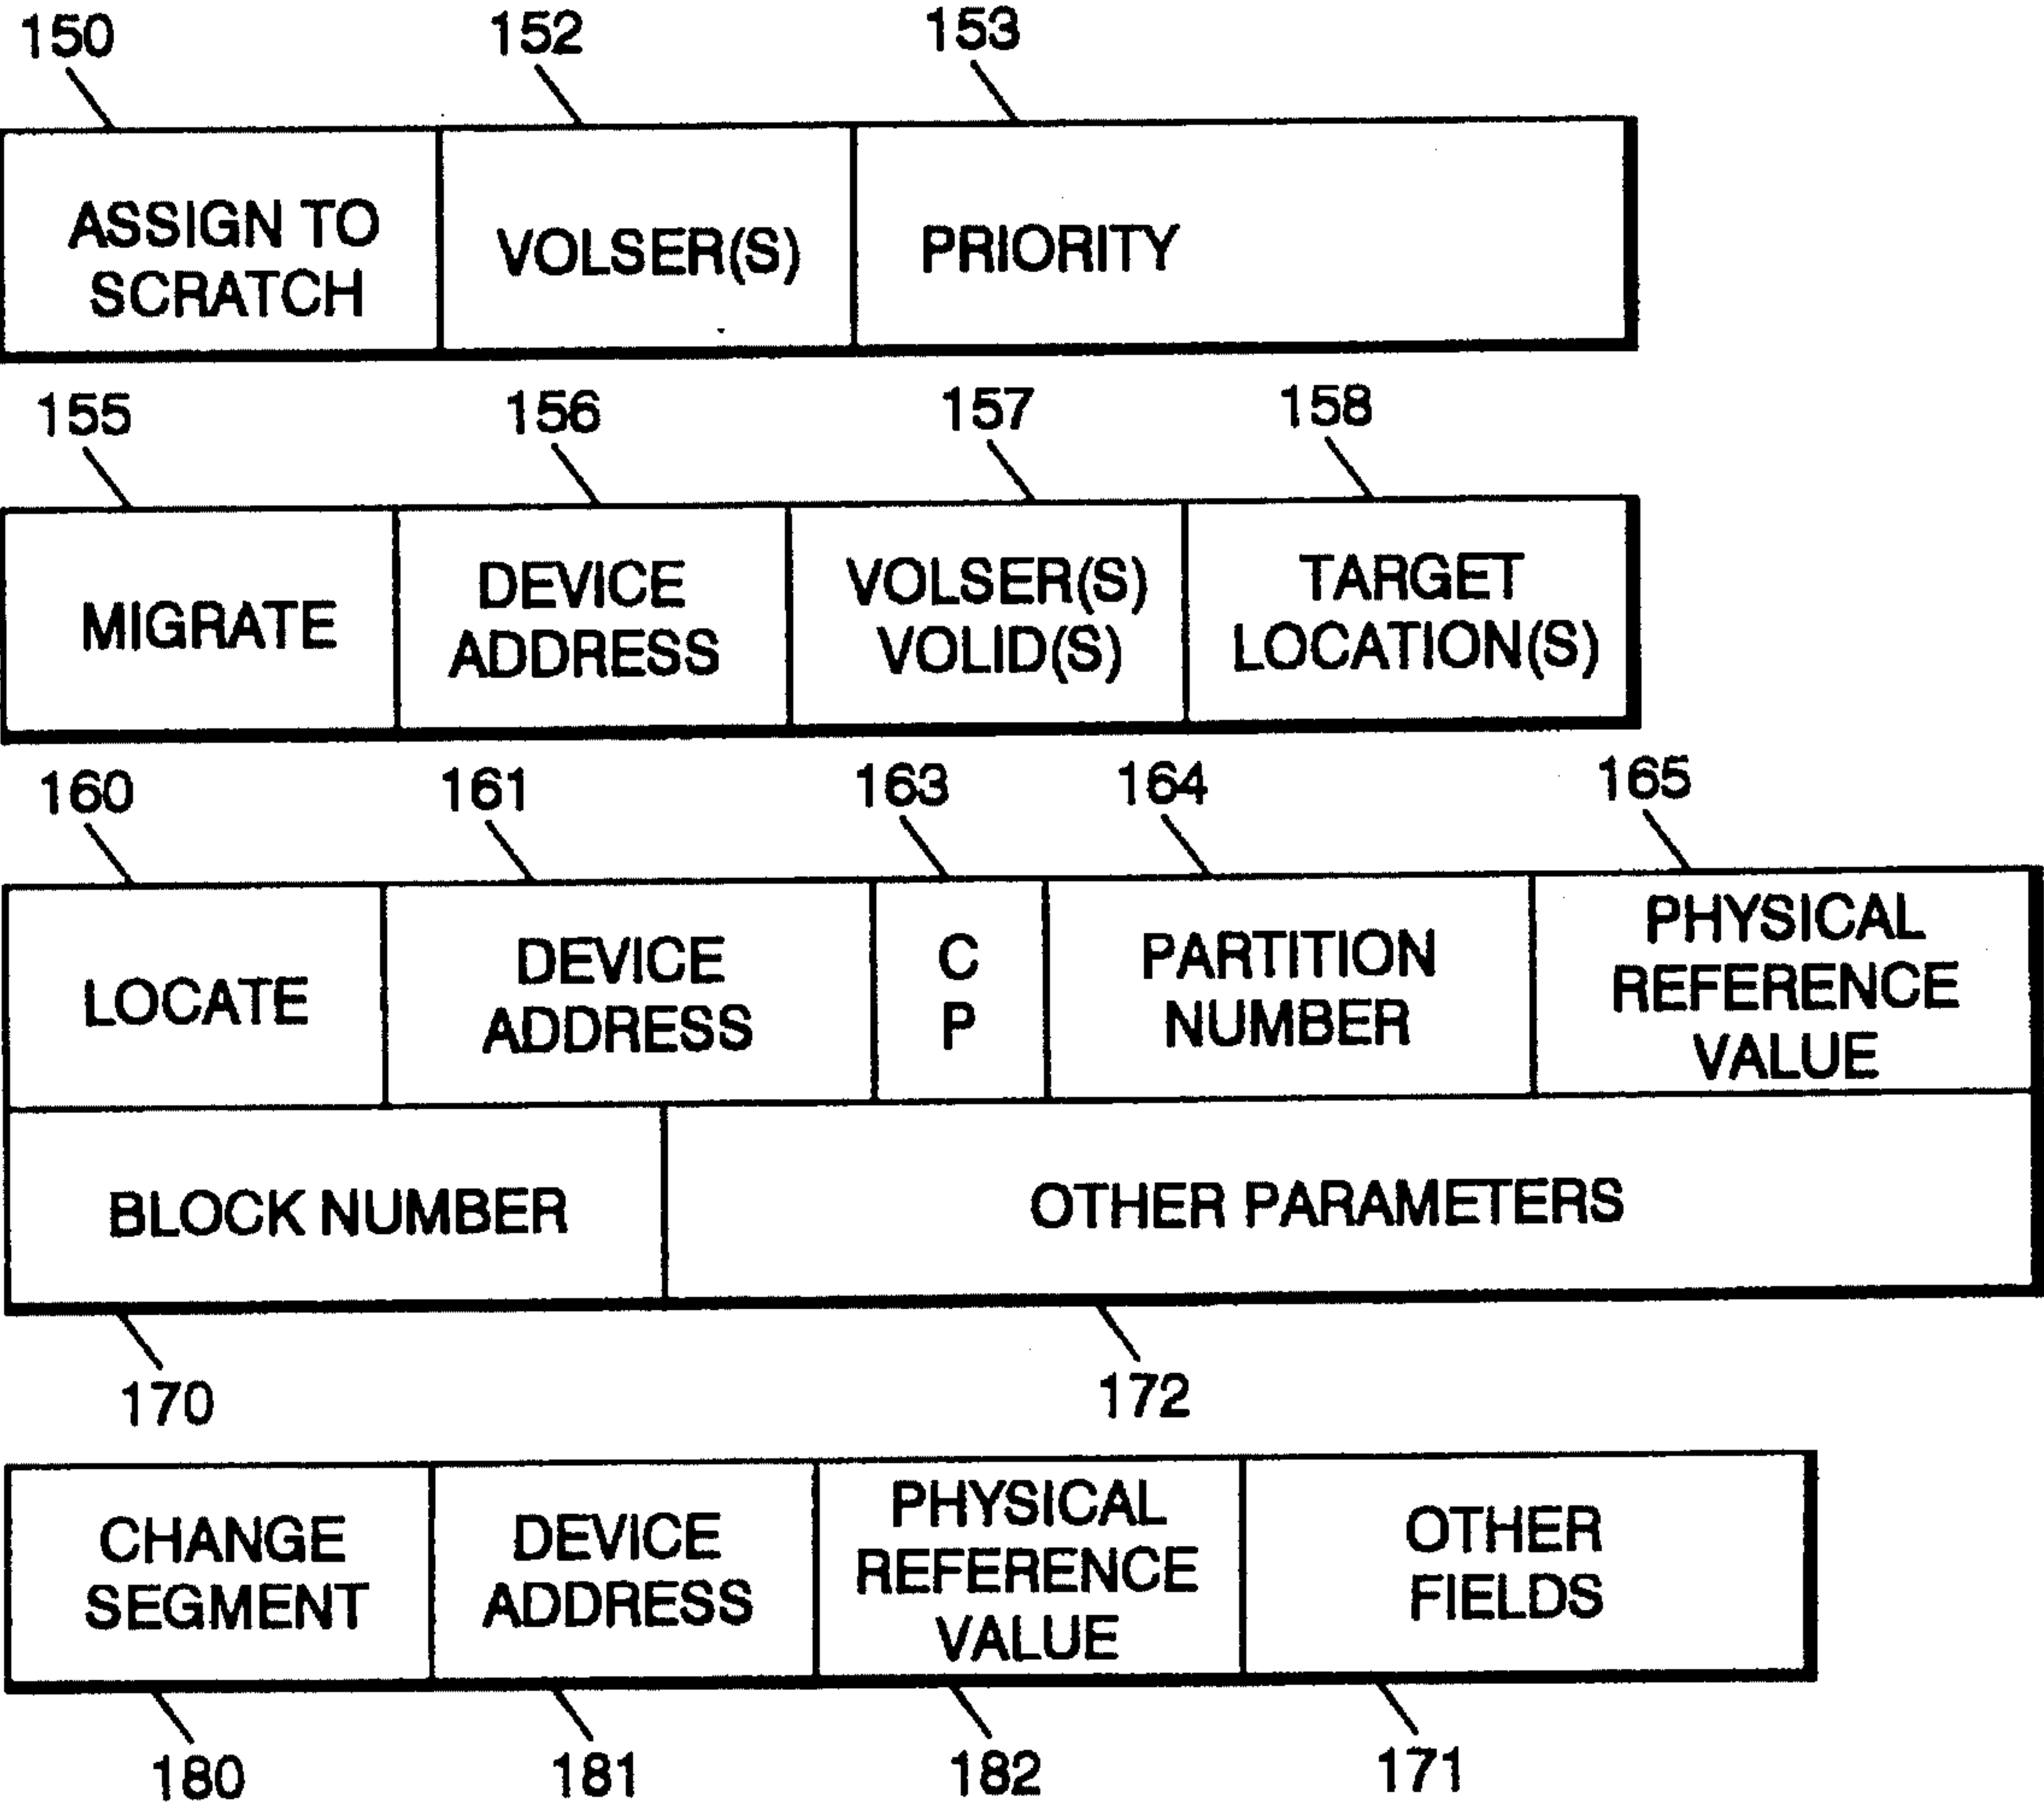 150 152 153
ASSIGN TO
SCRATCH
VOLSER(S)
PRIORITY
155 156 157 158
MIGRATE
DEVICE
ADDRESS
VOLSER(S)
VOLID(S)
TARGET
LOCATION(S)
160 161 163 164 165
LOCATE
DEVICE
ADDRESS
C
P
PARTITION
NUMBER
PHYSICAL
REFERENCE
VALUE
BLOCK NUMBER
OTHER PARAMETERS
170 172
CHANGE
SEGMENT
DEVICE
ADDRESS
PHYSICAL
REFERENCE
VALUE
OTHER
FIELDS
180 181 182 171